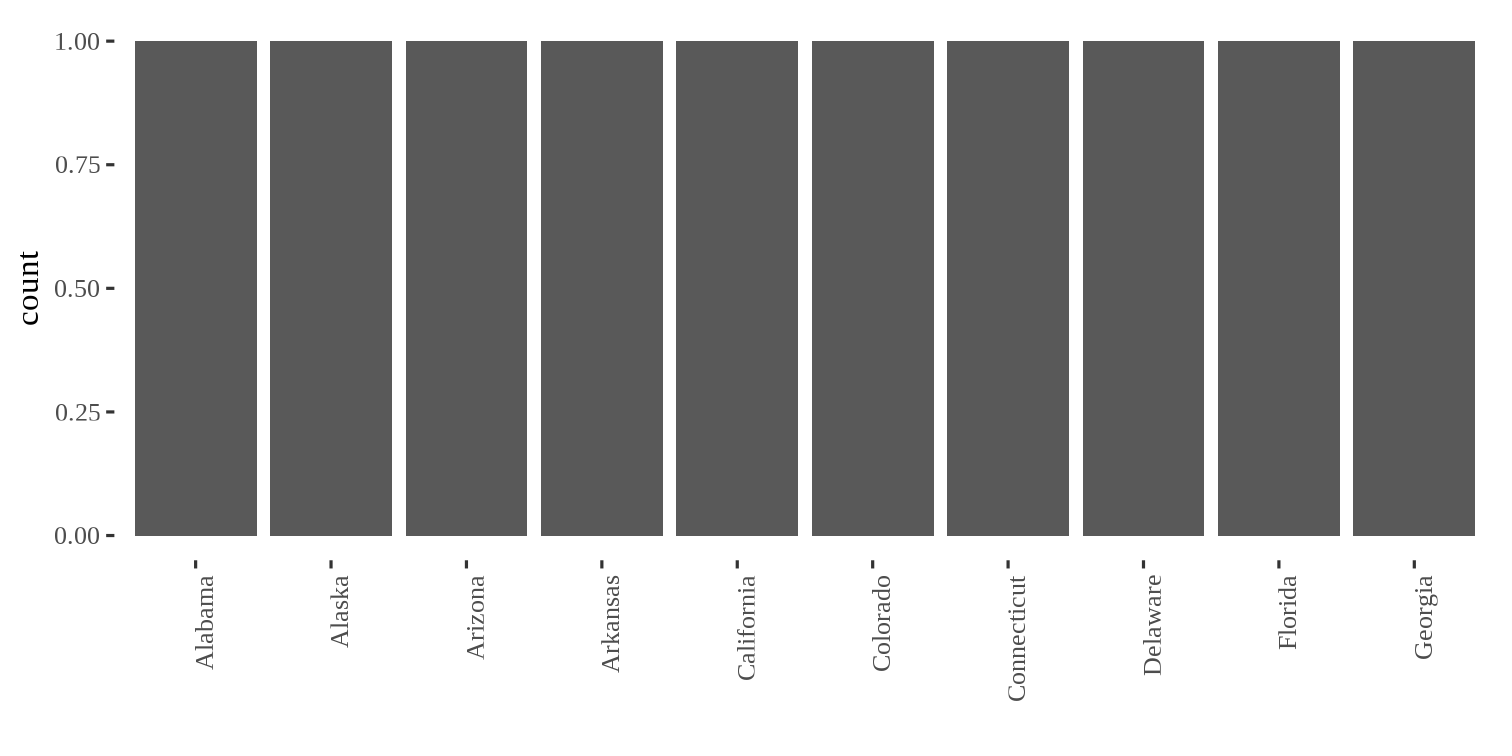 1.00
0.75
0.50
0.25
0.00
count
Alabama
Alaska
Arizona
Arkansas
California
Colorado
Connecticut
Delaware
Florida
Georgia